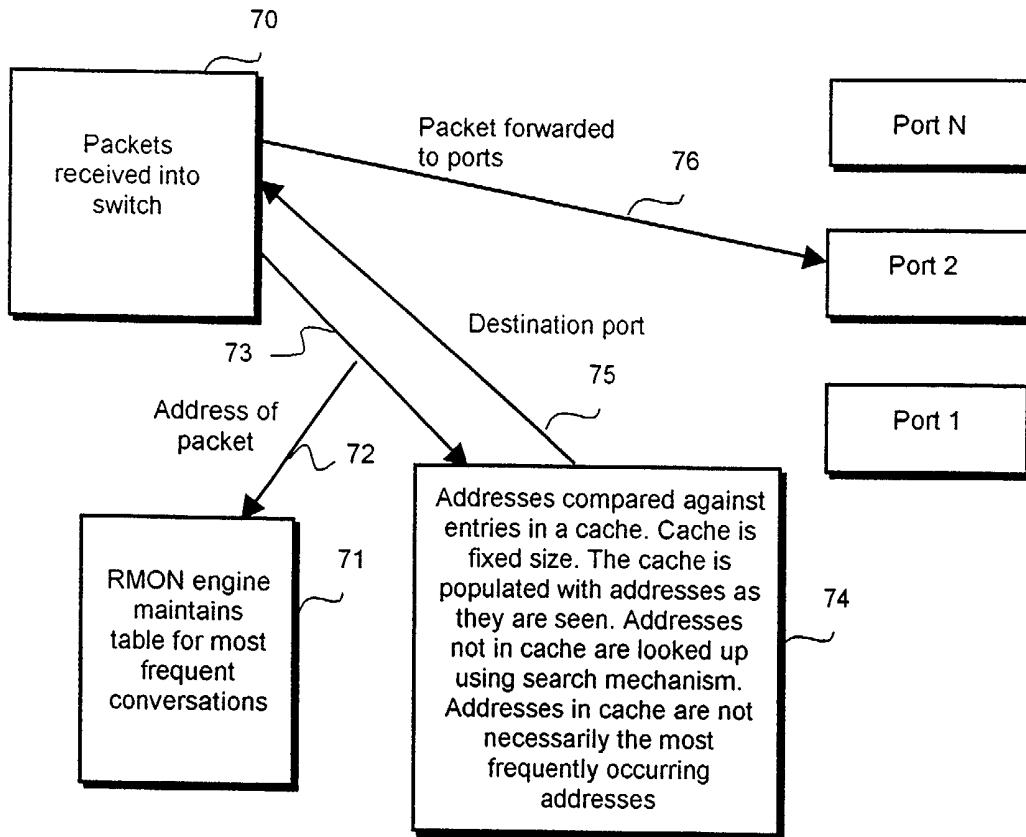 70
Packets
received into
switch
Packet forwarded
to ports
76
Port N
Port 2
Port 1
73
Destination port
75
Address of
packet
72
RMON engine
maintains
table for most
frequent
conversations
71
Addresses compared against
entries in a cache. Cache is
fixed size. The cache is
populated with addresses as
they are seen. Addresses
not in cache are looked up
using search mechanism.
Addresses in cache are not
necessarily the most
frequently occurring
addresses
74